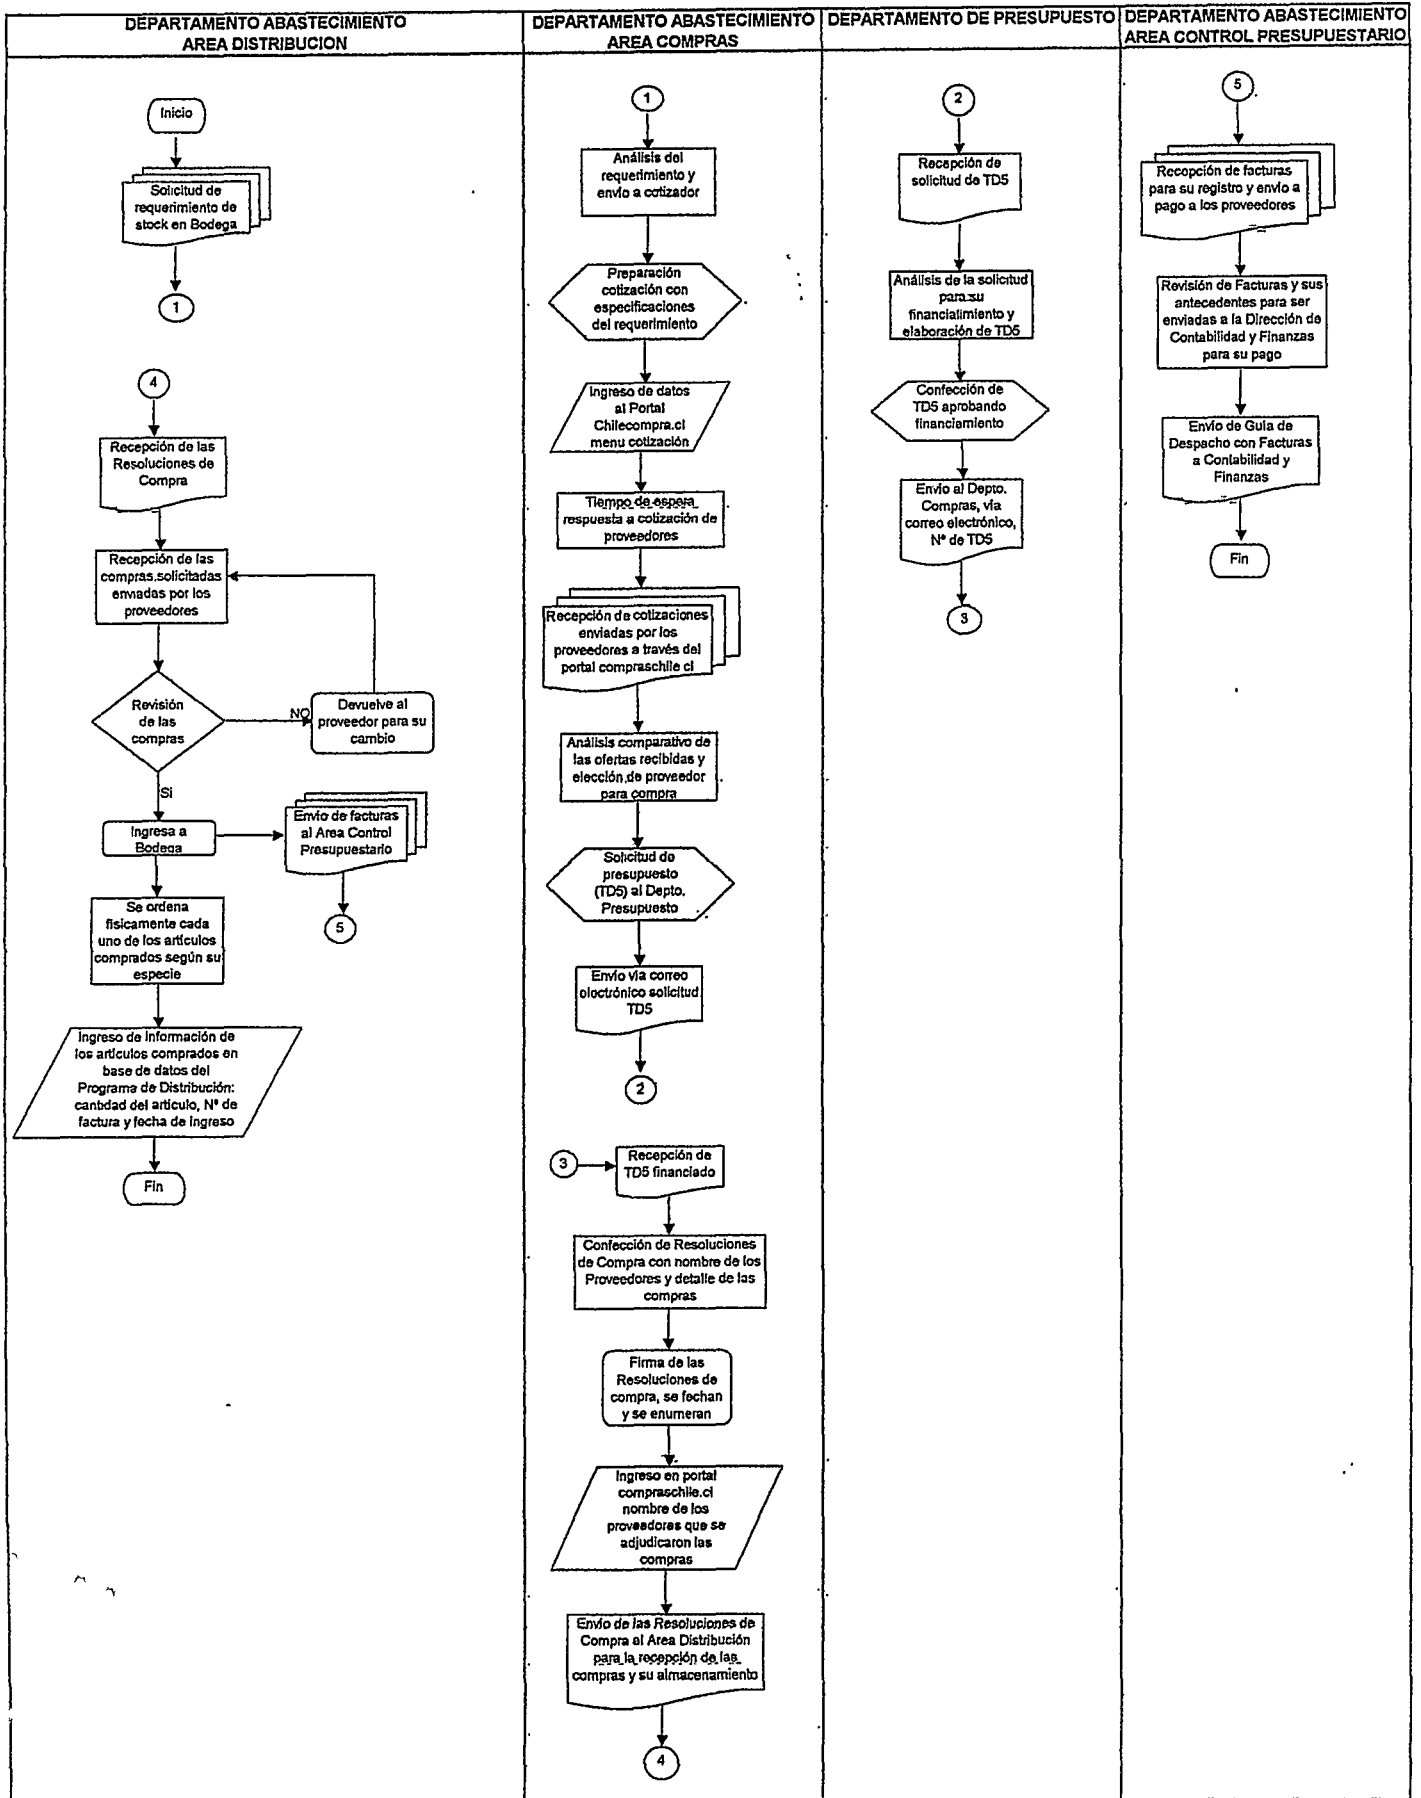 DEPARTAMENTO ABASTECIMIENTO
AREA DISTRIBUCION
Inicio
Solicitud de
requerimiento de
stock en Bodega
1
4
Recepción de las
Resoluciones de
Compra
Recepción de las
compras solicitadas
enviadas por los
proveedores
Revisión
de las
compras
NO
Devuelve al
proveedor para su
cambio
Si
Ingresa a
Bodega
Envío de facturas
al Area Control
Presupuestario
5
Se ordena
fisicamente cada
uno de los artículos
comprados según su
especie
Ingreso de información de
los artículos comprados en
base de datos del
Programa de Distribución:
cantidad del artículo, N° de
factura y fecha de ingreso
Fin
DEPARTAMENTO ABASTECIMIENTO
AREA COMPRAS
1
Análisis del
requerimiento y
envío a cotizador
Preparación
cotización con
especificaciones
del requerimiento
Ingreso de datos
al Portal
Chilecompra.cl
menu cotización
Tiempo de espera
respuesta a cotización de
proveedores
Recepción de cotizaciones
enviadas por los
proveedores a través del
portal compraschile cl
Análisis comparativo de
las ofertas recibidas y
elección de proveedor
para compra
Solicitud de
presupuesto
(TD5) al Depto.
Presupuesto
Envío vía correo
electrónico solicitud
TD5
2
3
Recepción de
TD5 financiado
Confección de Resoluciones
de Compra con nombre de los
Proveedores y detalle de las
compras
Firma de las
Resoluciones de
compra, se fechan
y se enumeran
Ingreso en portal
compraschile.cl
nombre de los
proveedores que se
adjudicaron las
compras
Envío de las Resoluciones de
Compra al Area Distribución
para la recepción de las
compras y su almacenamiento
4
DEPARTAMENTO DE PRESUPUESTO
2
Recepción de
solicitud de TD5
Análisis de la solicitud
para su
financialimiento y
elaboración de TD5
Confección de
TD5 aprobando
financiamiento
Envío al Depto.
Compras, vía
correo electrónico,
N° de TD5
3
DEPARTAMENTO ABASTECIMIENTO
AREA CONTROL PRESUPUESTARIO
5
Recepción de facturas
para su registro y envío a
pago a los proveedores
Revisión de Facturas y sus
antecedentes para ser
enviadas a la Dirección de
Contabilidad y Finanzas
para su pago
Envío de Guía de
Despacho con Facturas
a Contabilidad y
Finanzas
Fin